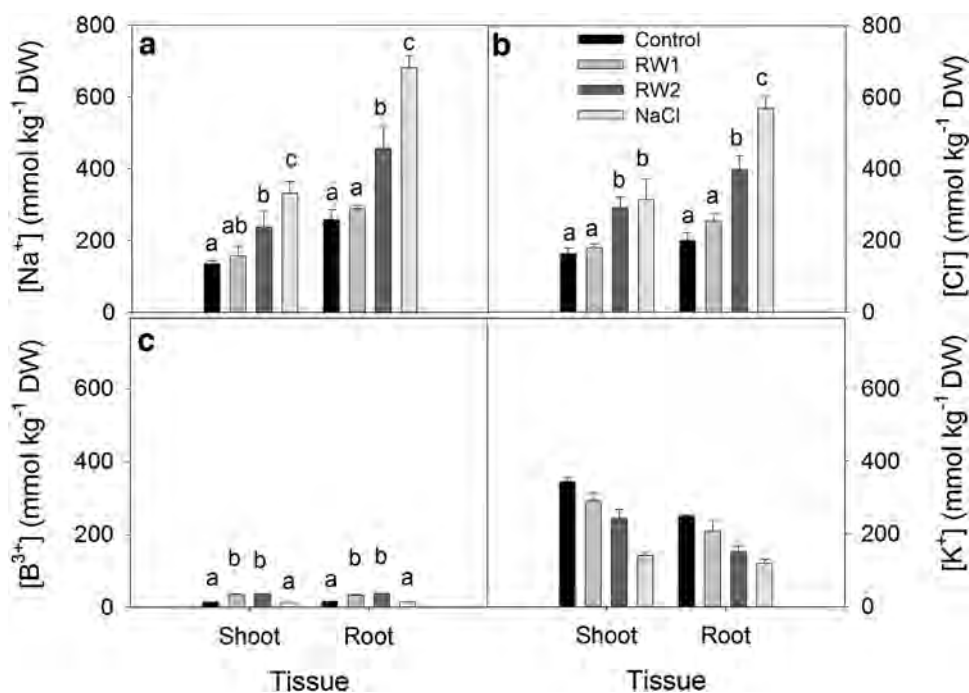 a
800
600
400
200
0
[Na⁺] (mmol kg⁻¹ DW)
a ab b c
a a b c
b
Control
RW1
RW2
NaCl
a a b b
a a b c
800
600
400
200
0
[Cl⁻] (mmol kg⁻¹ DW)
c
600
400
200
0
[B³⁺] (mmol kg⁻¹ DW)
a b b a
a b b a
Shoot Root
Tissue
600
400
200
0
[K⁺] (mmol kg⁻¹ DW)
Shoot Root
Tissue